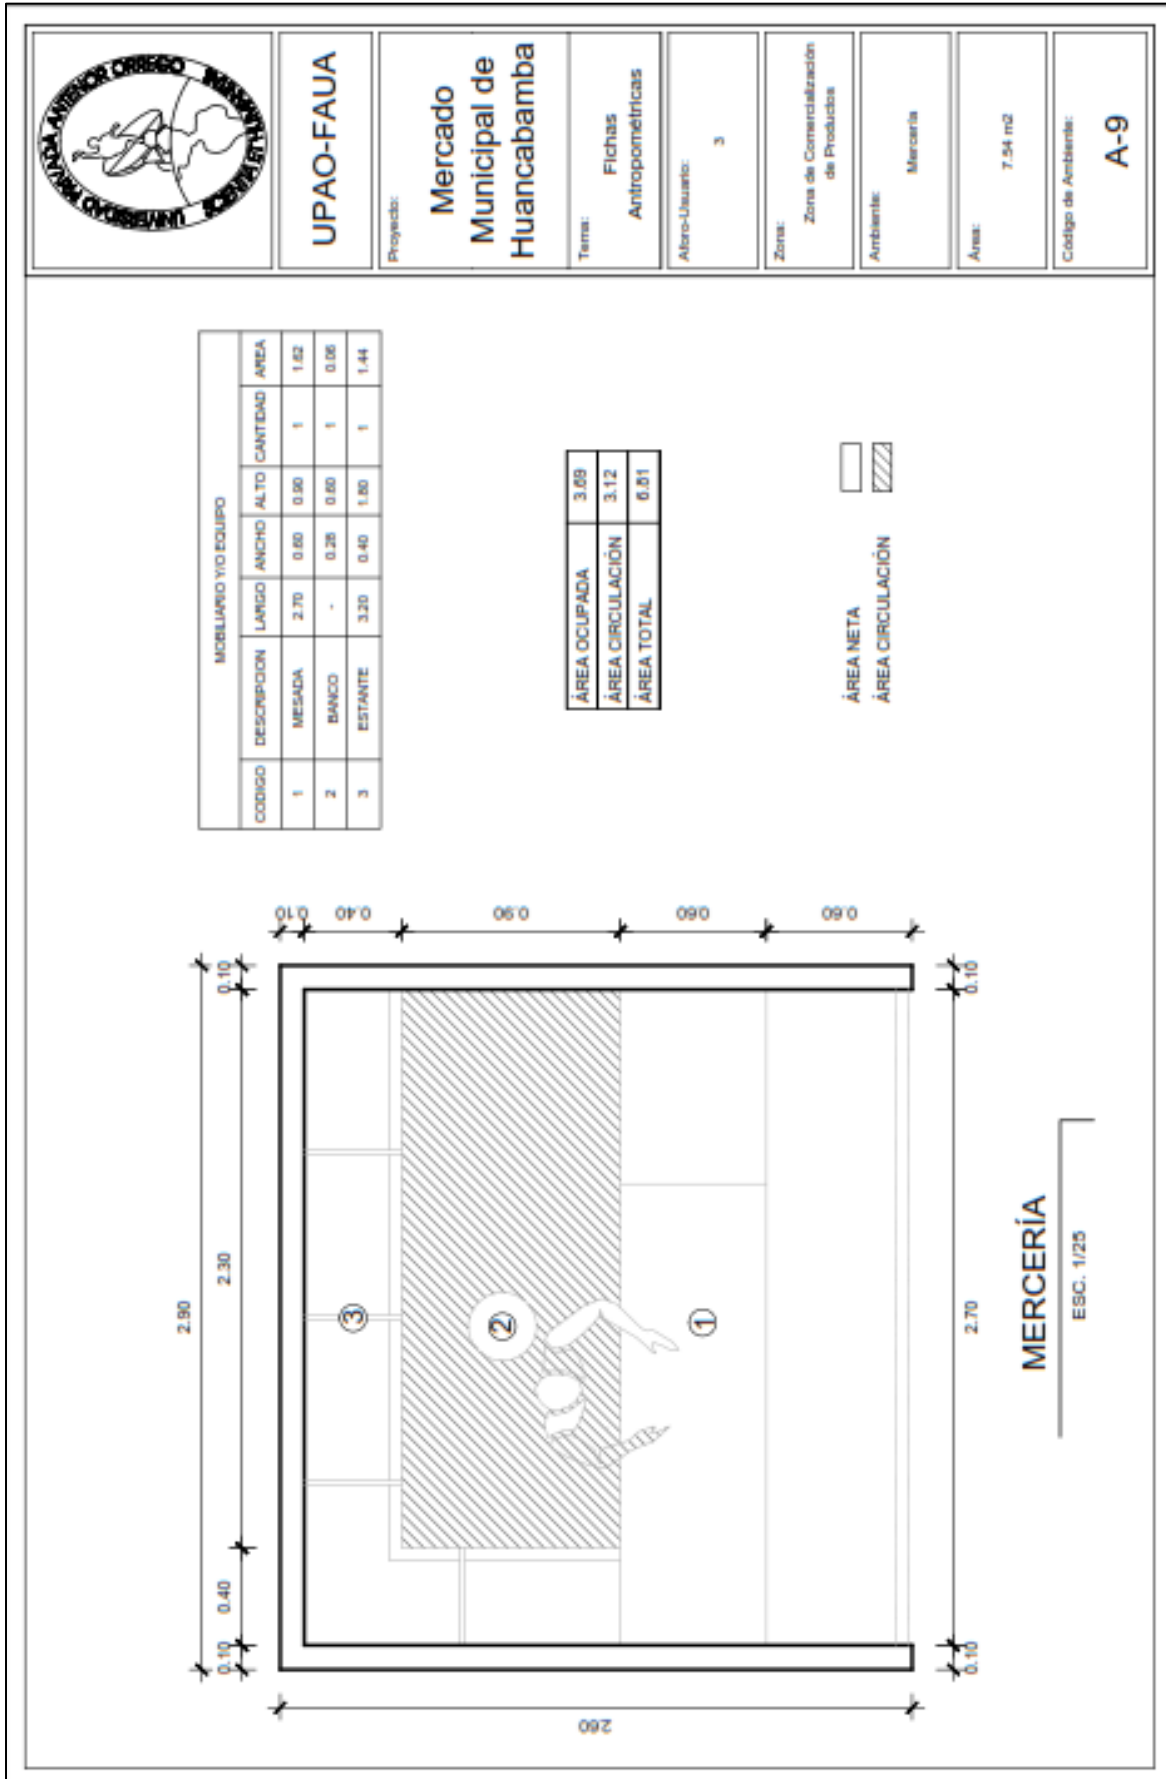 UNIVERSIDAD PRIVADA ANTENOR ORREGO
UPAO-FAUA
Proyecto:
Mercado
Municipal de
Huancabamba
Tema:
Fichas
Antropométricas
Aforo-Usuario:
3
Zona:
Zona de Comercialización
de Productos
Ambiente:
Mercería
Área:
7.54 m2
Código de Ambiente:
A-9
MOBILIARIO Y/O EQUIPO
CODIGO DESCRIPCION LARGO ANCHO ALTO CANTIDAD AREA
1 MESADA 2.70 0.60 0.90 1 1.62
2 BANCO - 0.60 1 0.06
3 ESTANTE 3.20 0.40 1.80 1 1.44
ÁREA OCUPADA 3.69
ÁREA CIRCULACIÓN 3.12
ÁREA TOTAL 6.81
ÁREA NETA
ÁREA CIRCULACIÓN
2.90
0.10 0.40 2.30 0.10
0.10
0.40
0.90
0.60
0.60
2.60
3
2
1
0.10 2.70 0.10
MERCERÍA
ESC. 1/25